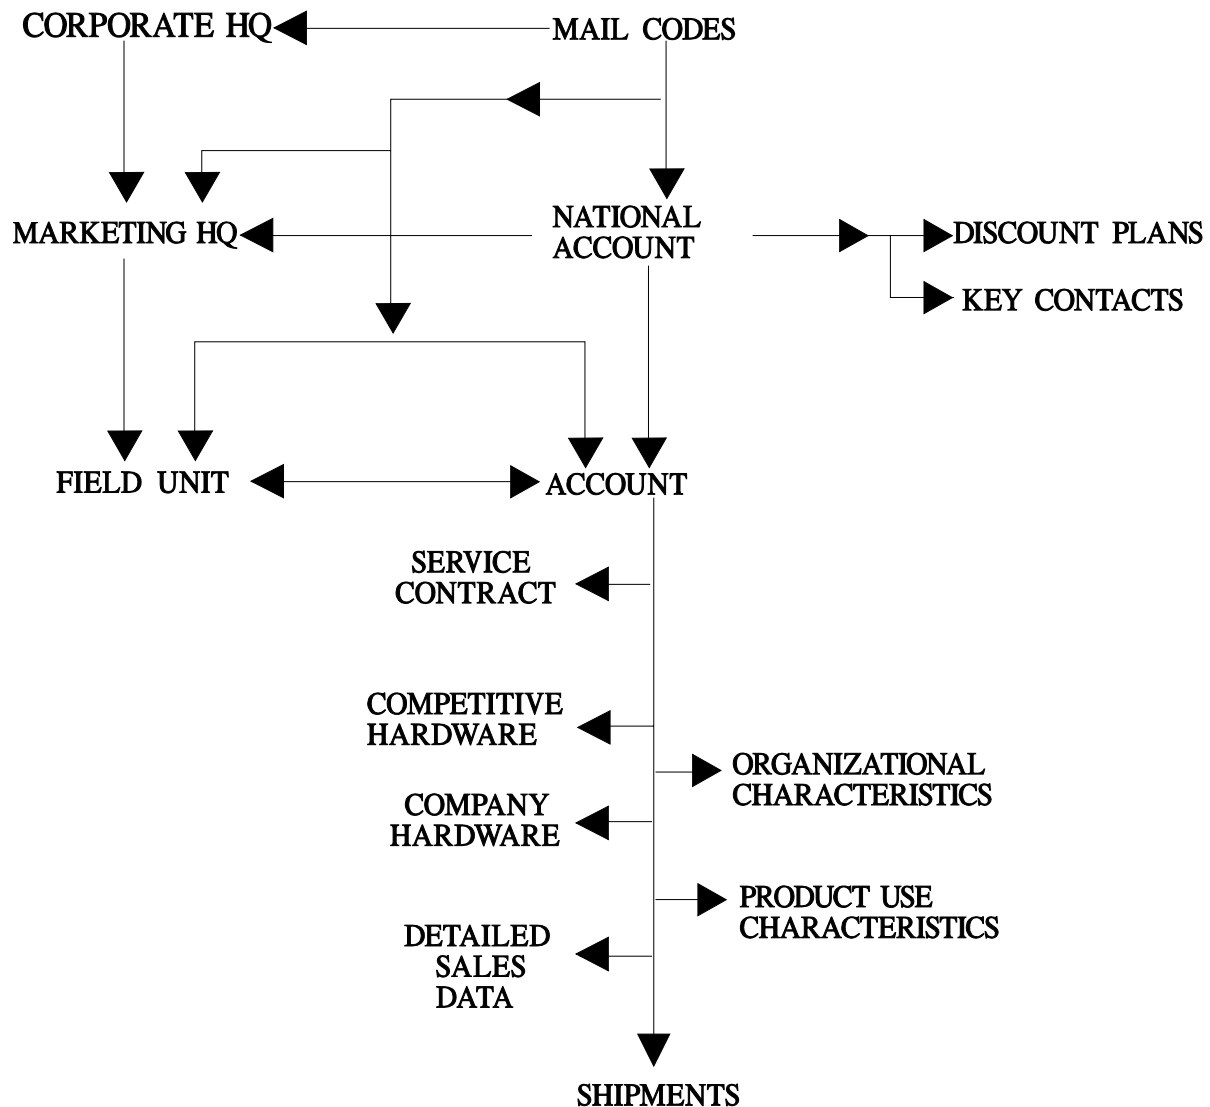 CORPORATE HQ
MAIL CODES
MARKETING HQ
NATIONAL
ACCOUNT
DISCOUNT PLANS
KEY CONTACTS
FIELD UNIT
ACCOUNT
SERVICE
CONTRACT
COMPETITIVE
HARDWARE
ORGANIZATIONAL
CHARACTERISTICS
COMPANY
HARDWARE
PRODUCT USE
CHARACTERISTICS
DETAILED
SALES
DATA
SHIPMENTS